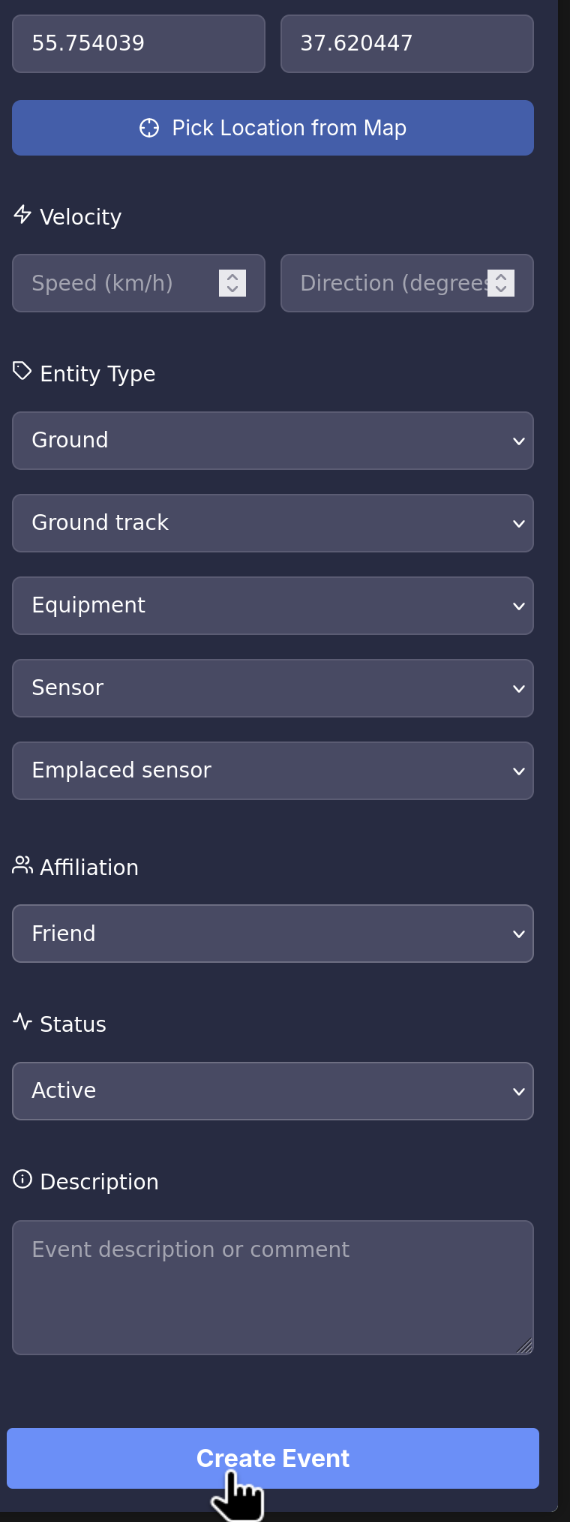 55.754039 37.620447
Pick Location from Map
Velocity
Speed (km/h) Direction (degrees
Entity Type
Ground
Ground track
Equipment
Sensor
Emplaced sensor
Affiliation
Friend
Status
Active
Description
Event description or comment
Create Event